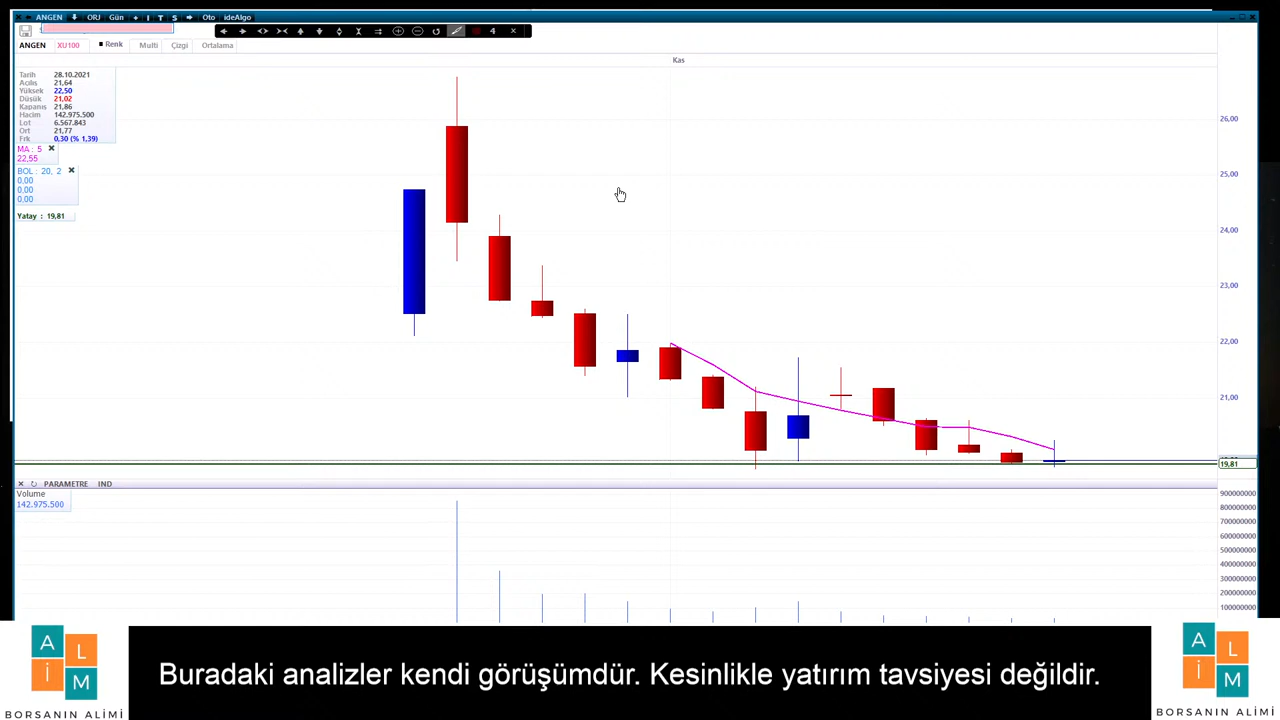 ANGEN ORJ Gün + I T S Oto ideAlgo
4
ANGEN XU100 Renk Multi Çizgi Ortalama
Kas
Tarih 28.10.2021
Acılıs 21,64
Yüksek 22,50
Düşük 21,02
Kapanıs 21,86
Hacim 142.975.500
Lot 6.567.843
Ort 21,77
Frk 0,30 (% 1,39)
MA : 5
22,55
BOL : 20, 2
0,00
0,00
0,00
Yatay : 19,81
26,00
25,00
24,00
23,00
22,00
21,00
19,81
PARAMETRE IND
Volume
142.975.500
900000000
800000000
700000000
600000000
500000000
400000000
300000000
200000000
100000000
A L
İ M
BORSANIN ALİMİ
Buradaki analizler kendi görüşümdür. Kesinlikle yatırım tavsiyesi değildir.
A L
İ M
BORSANIN ALİMİ